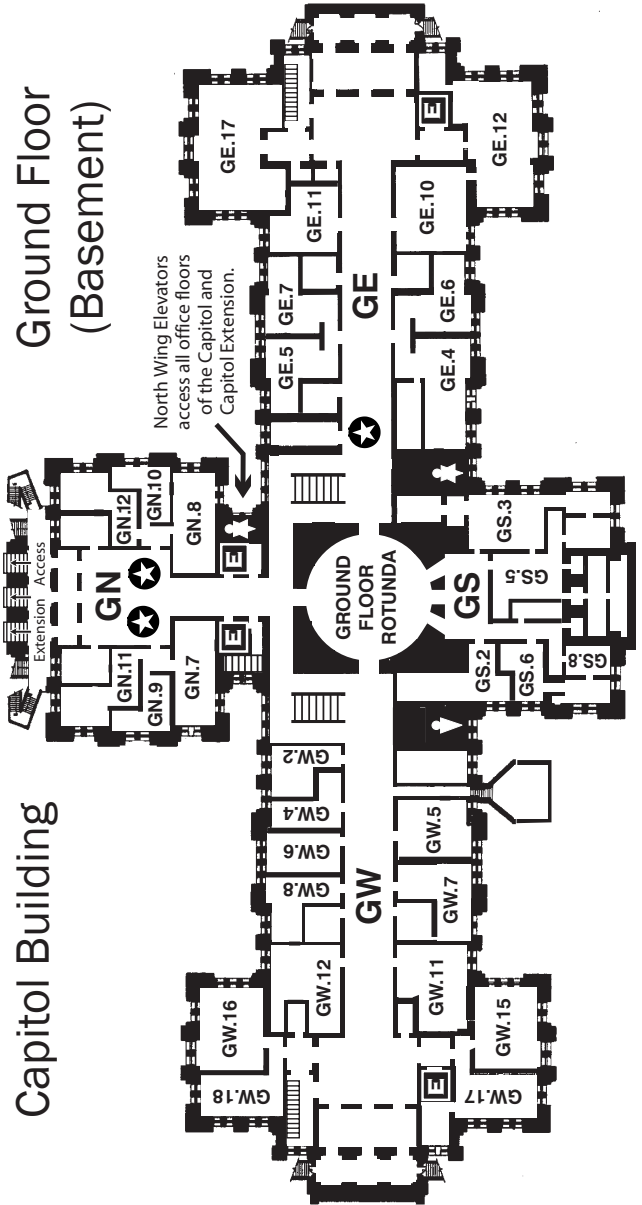 Capitol Building
Ground Floor
(Basement)
North Wing Elevators
access all office floors
of the Capitol and
Capitol Extension.
Extension Access
GN
GN.11
GN.12
GN.9
GN.10
GN.7
GN.8
E
E
GW
GW.18
GW.16
GW.12
GW.8
GW.6
GW.4
GW.2
GW.17
GW.15
GW.11
GW.7
GW.5
E
GROUND
FLOOR
ROTUNDA
GE
GE.5
GE.7
GE.11
GE.17
GE.4
GE.6
GE.10
GE.12
E
GS
GS.2
GS.3
GS.6
GS.5
GS.8